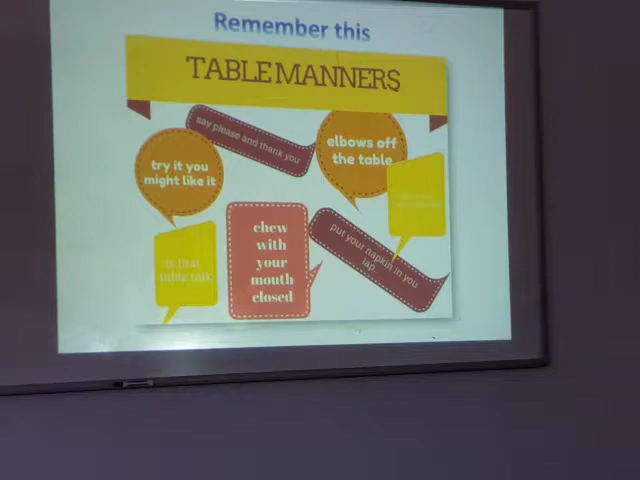 Remember this
TABLE MANNERS
say please and thank you
elbows off
the table
try it you
might like it
chew
with
your
mouth
closed
put your napkin in you
lap
is that
table talk